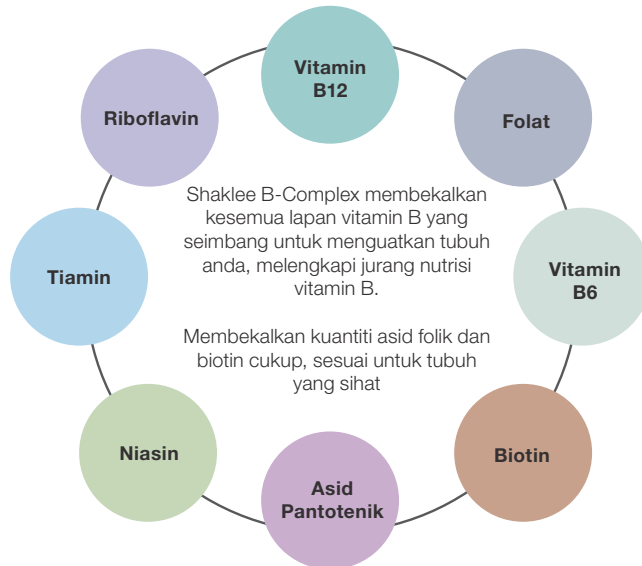 Vitamin
B12
Folat
Vitamin
B6
Biotin
Asid
Pantotenik
Niasin
Tiamin
Riboflavin
Shaklee B-Complex membekalkan
kesemua lapan vitamin B yang
seimbang untuk menguatkan tubuh
anda, melengkapi jurang nutrisi
vitamin B.
Membekalkan kuantiti asid folik dan
biotin cukup, sesuai untuk tubuh
yang sihat